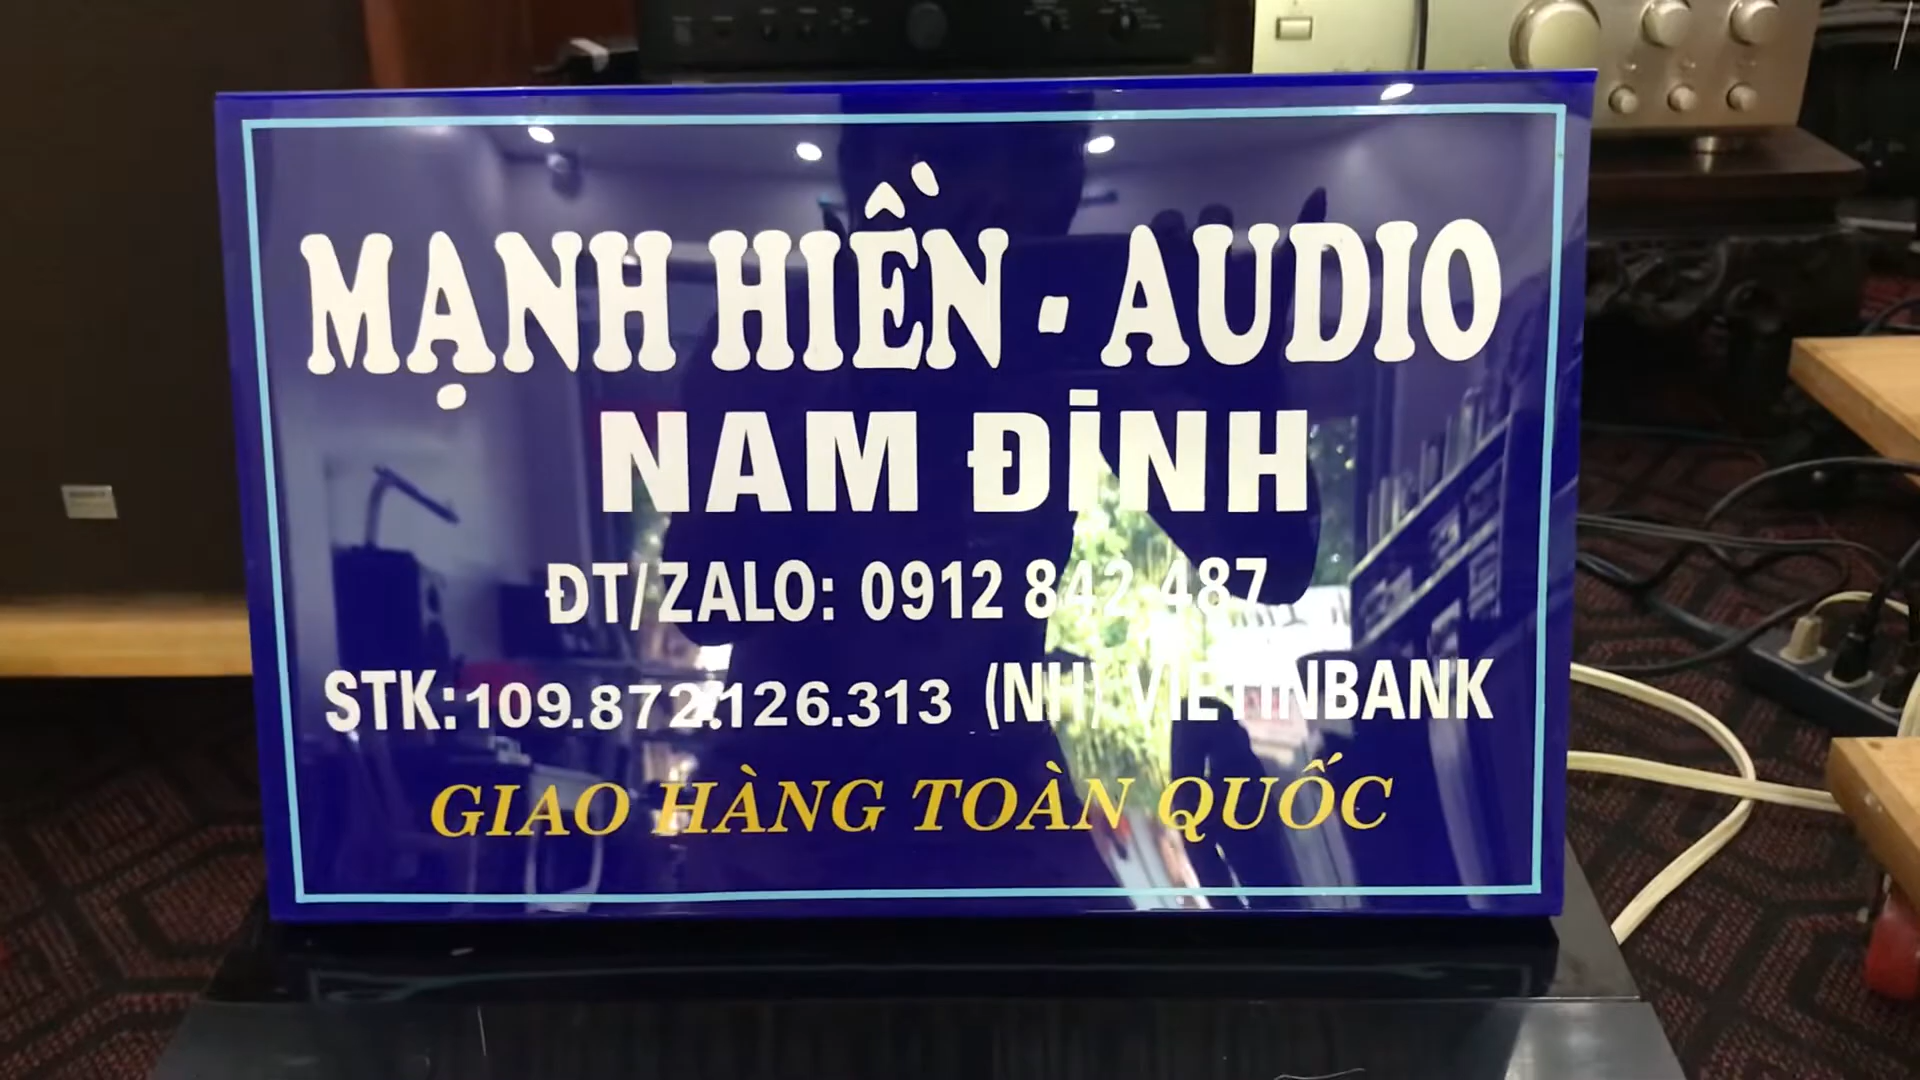 MẠNH HIỀN - AUDIO
NAM ĐỊNH
ĐT/ZALO: 0912 842 487
STK:109.872.126.313 (NH) VIETINBANK
GIAO HÀNG TOÀN QUỐC